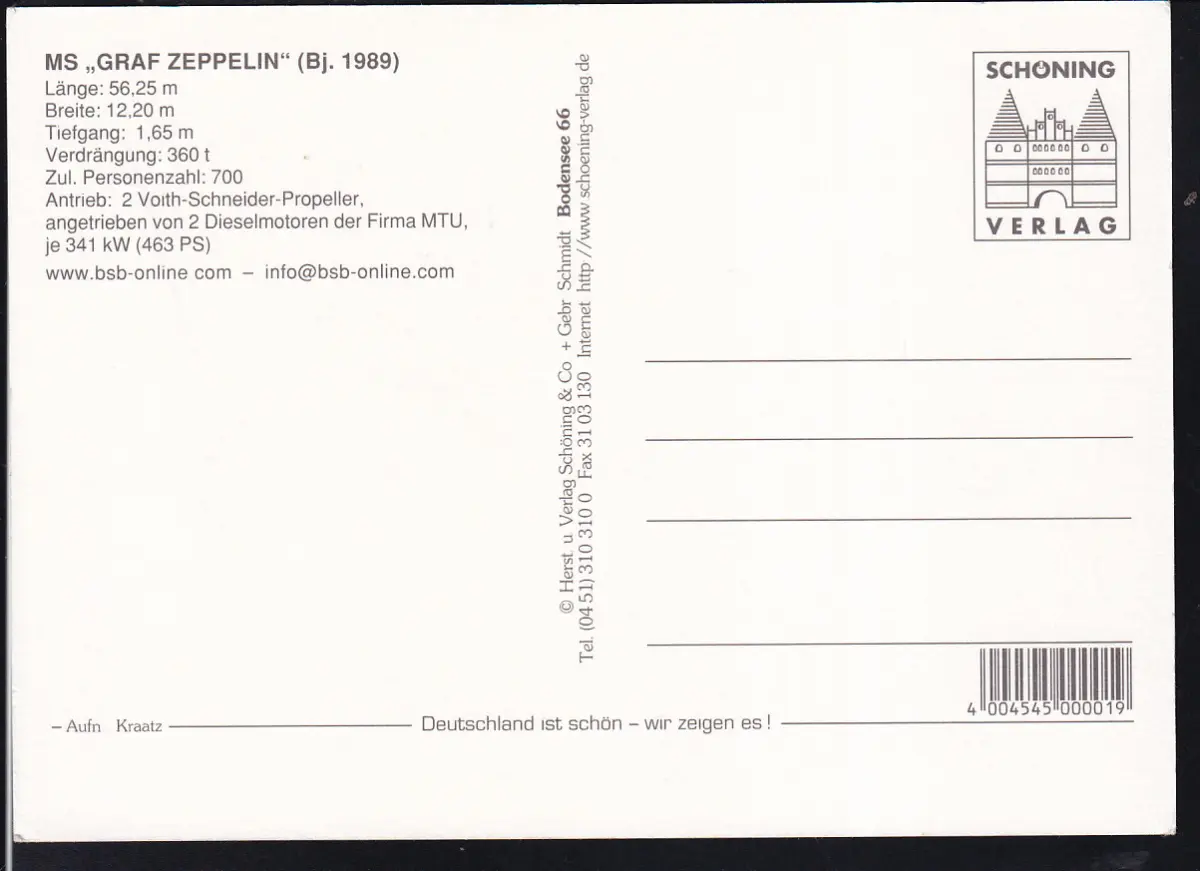 MS „GRAF ZEPPELIN“ (Bj. 1989)
Länge: 56,25 m
Breite: 12,20 m
Tiefgang: 1,65 m
Verdrängung: 360 t
Zul. Personenzahl: 700
Antrieb: 2 Voith-Schneider-Propeller,
angetrieben von 2 Dieselmotoren der Firma MTU,
je 341 kW (463 PS)
www.bsb-online com – info@bsb-online.com
© Herst. u Verlag Schöning & Co + Gebr Schmidt Bodensee 66
Tel. (04 51) 310 310 0 Fax 31 03 130 Internet http //www schoening-verlag.de
SCHÖNING
VERLAG
4 004545 000019
– Aufn Kraatz
Deutschland ist schön – wir zeigen es !